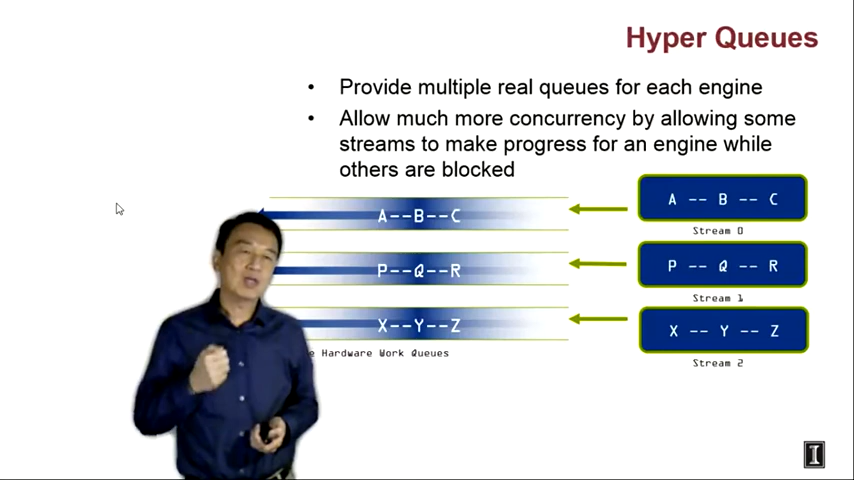 Hyper Queues
• Provide multiple real queues for each engine
• Allow much more concurrency by allowing some
streams to make progress for an engine while
others are blocked
A--B--C
A -- B -- C
Stream 0
P--Q--R
P -- Q -- R
Stream 1
X--Y--Z
X -- Y -- Z
Hardware Work Queues
Stream 2
I